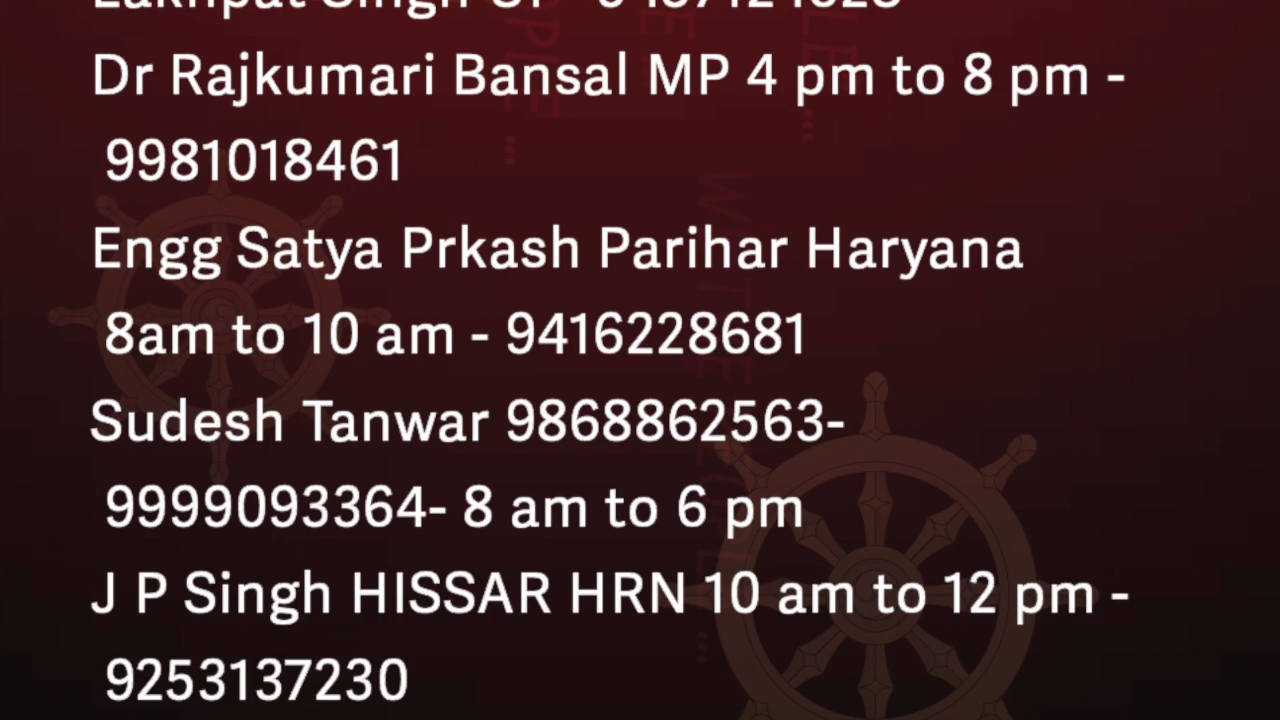 Dr Rajkumari Bansal MP 4 pm to 8 pm -
9981018461
Engg Satya Prkash Parihar Haryana
8am to 10 am - 9416228681
Sudesh Tanwar 9868862563-
9999093364- 8 am to 6 pm
J P Singh HISSAR HRN 10 am to 12 pm -
9253137230